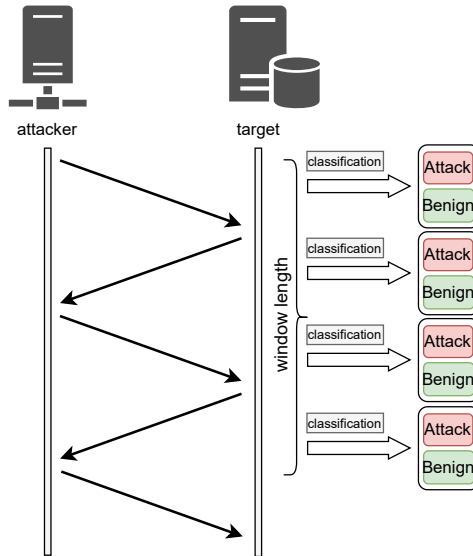 attacker
target
classification
Attack
Benign
classification
Attack
Benign
window length
classification
Attack
Benign
classification
Attack
Benign